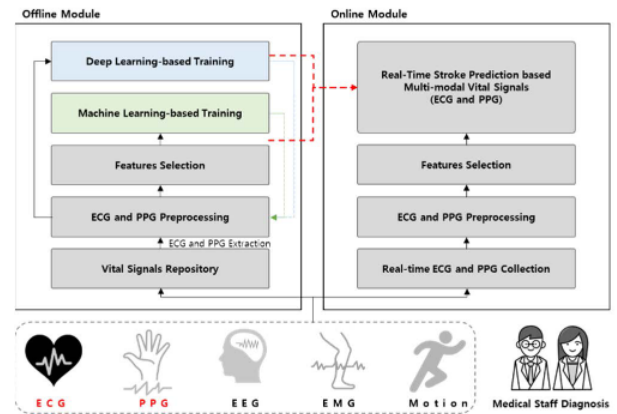 Offline Module
Online Module
Deep Learning-based Training
Machine Learning-based Training
Features Selection
ECG and PPG Preprocessing
ECG and PPG Extraction
Vital Signals Repository
Real-Time Stroke Prediction based
Multi-modal Vital Signals
(ECG and PPG)
Features Selection
ECG and PPG Preprocessing
Real-time ECG and PPG Collection
ECG
PPG
EEG
EMG
Motion
Medical Staff Diagnosis